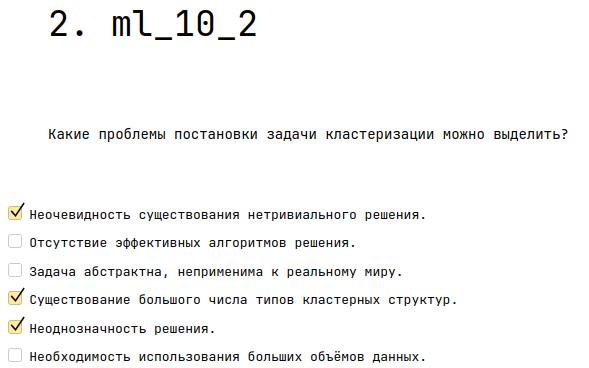 2. ml_10_2
Какие проблемы постановки задачи кластеризации можно выделить?
Неочевидность существования нетривиального решения.
Отсутствие эффективных алгоритмов решения.
Задача абстрактна, неприменима к реальному миру.
Существование большого числа типов кластерных структур.
Неоднозначность решения.
Необходимость использования больших объёмов данных.